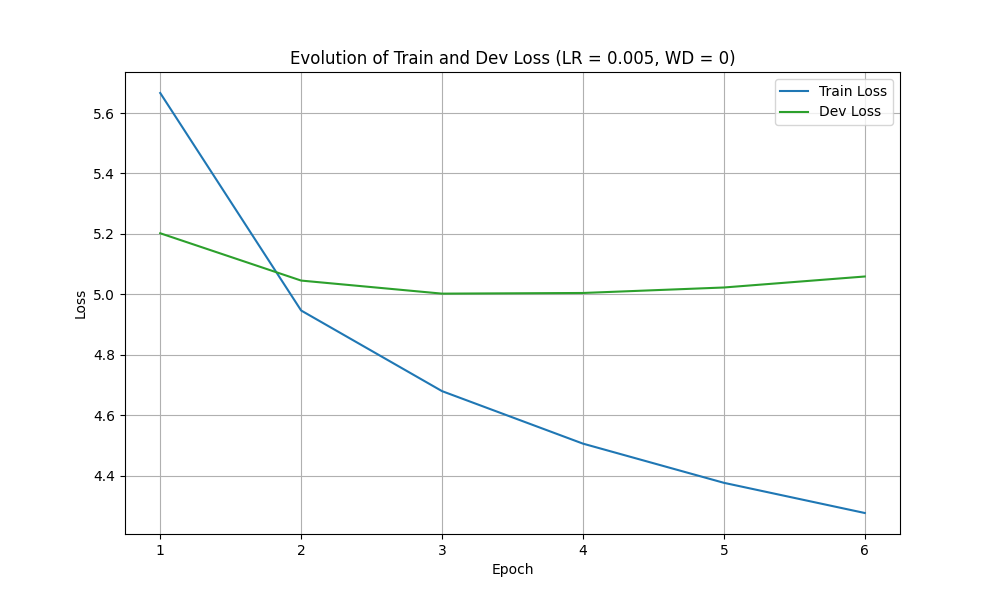 Evolution of Train and Dev Loss (LR = 0.005, WD = 0)
Train Loss
Dev Loss
5.6
5.4
5.2
5.0
4.8
4.6
4.4
Loss
1 2 3 4 5 6
Epoch